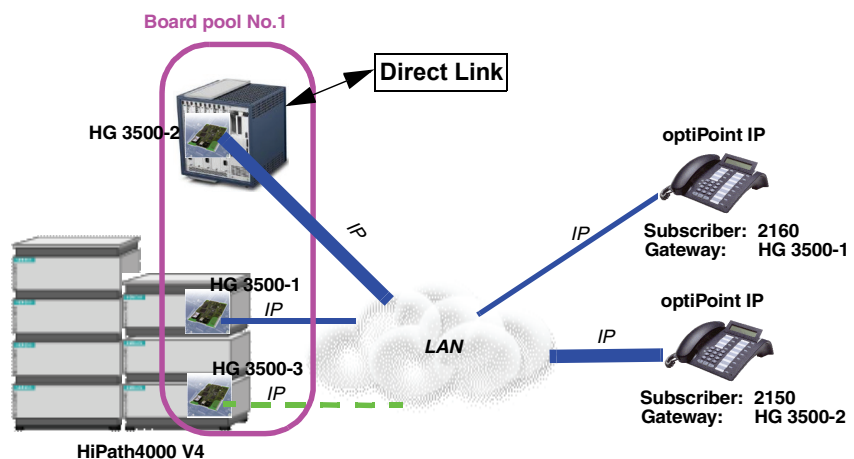 Board pool No.1
Direct Link
HG 3500-2
optiPoint IP
IP
IP
Subscriber: 2160
Gateway: HG 3500-1
HG 3500-1
IP
optiPoint IP
LAN
IP
HG 3500-3
IP
Subscriber: 2150
Gateway: HG 3500-2
HiPath4000 V4